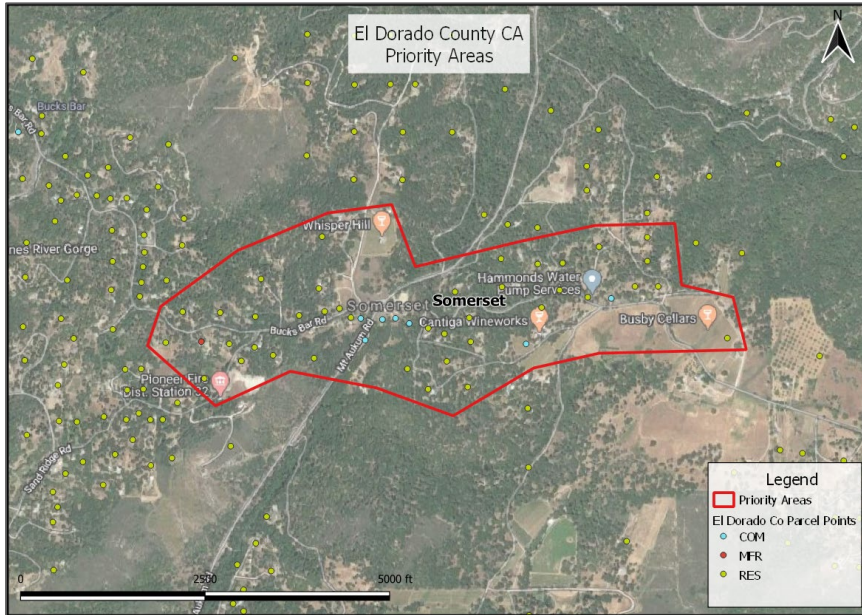 El Dorado County CA
Priority Areas
N
Bucks Bar
Bar Rd
nes River Gorge
Whisper Hill
Hammonds Water
Pump Services
Somerset
Somerset
Bucks Bar Rd
Mt Aukum Rd
Cantiga Wineworks
Busby Cellars
Pioneer Fire
Dist. Station 32
Sand Ridge Rd
Legend
Priority Areas
El Dorado Co Parcel Points
COM
MFR
RES
0
2500
5000 ft